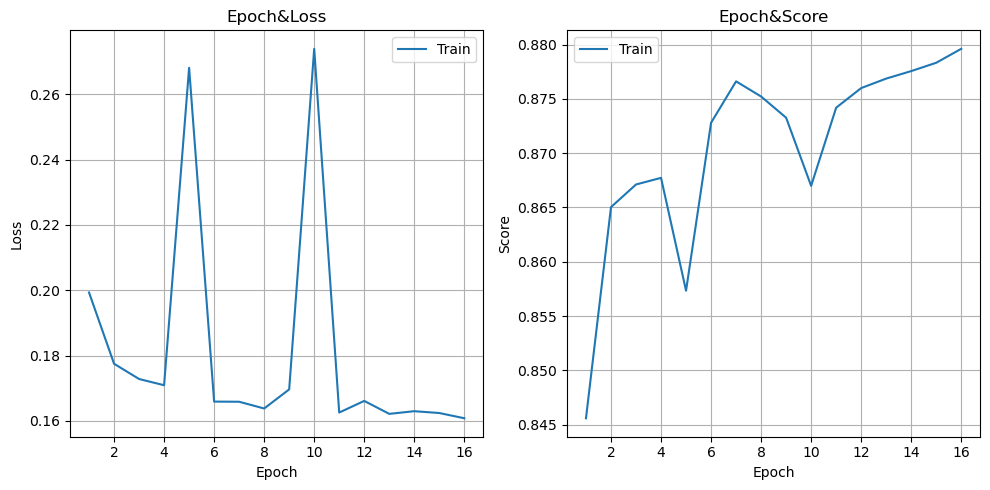 Epoch&Loss
Train
0.26
0.24
0.22
0.20
0.18
0.16
Loss
2 4 6 8 10 12 14 16
Epoch
Epoch&Score
Train
0.880
0.875
0.870
0.865
0.860
0.855
0.850
0.845
Score
2 4 6 8 10 12 14 16
Epoch